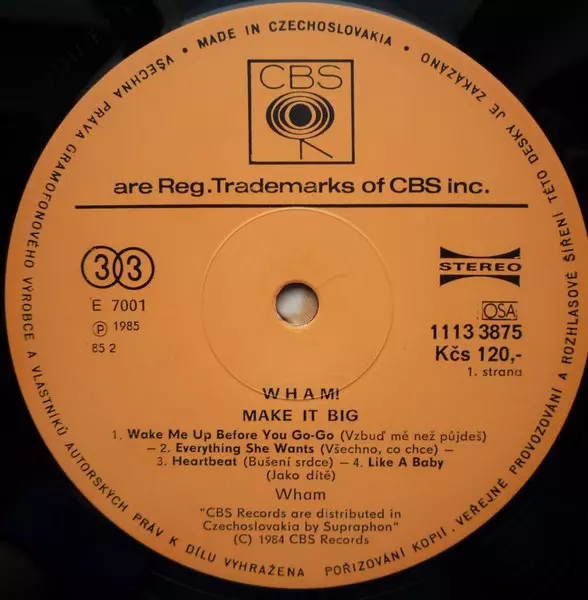 VŠECHNA PRÁVA GRAMOFONOVÉHO VÝROBCE A VLASTNÍKŮ AUTORSKÝCH PRÁV K DÍLU VYHRAŽENA
• MADE IN CZECHOSLOVAKIA •
POŘIZOVÁNÍ KOPIÍ, VEŘEJNÉ PROVOZOVÁNÍ A ROZHLASOVÉ ŠÍŘENÍ TÉTO DESKY JE ZAKÁZÁNO
CBS
are Reg.Trademarks of CBS inc.
33
STEREO
E 7001
OSA
℗ 1985
1113 3875
85 2
Kčs 120,-
1. strana
WHAM!
MAKE IT BIG
1. Wake Me Up Before You Go-Go (Vzbuď mě než půjdeš)
— 2. Everything She Wants (Všechno, co chce) —
3. Heartbeat (Bušení srdce) — 4. Like A Baby
(Jako dítě)
Wham
"CBS Records are distributed in
Czechoslovakia by Supraphon"
(C) 1984 CBS Records